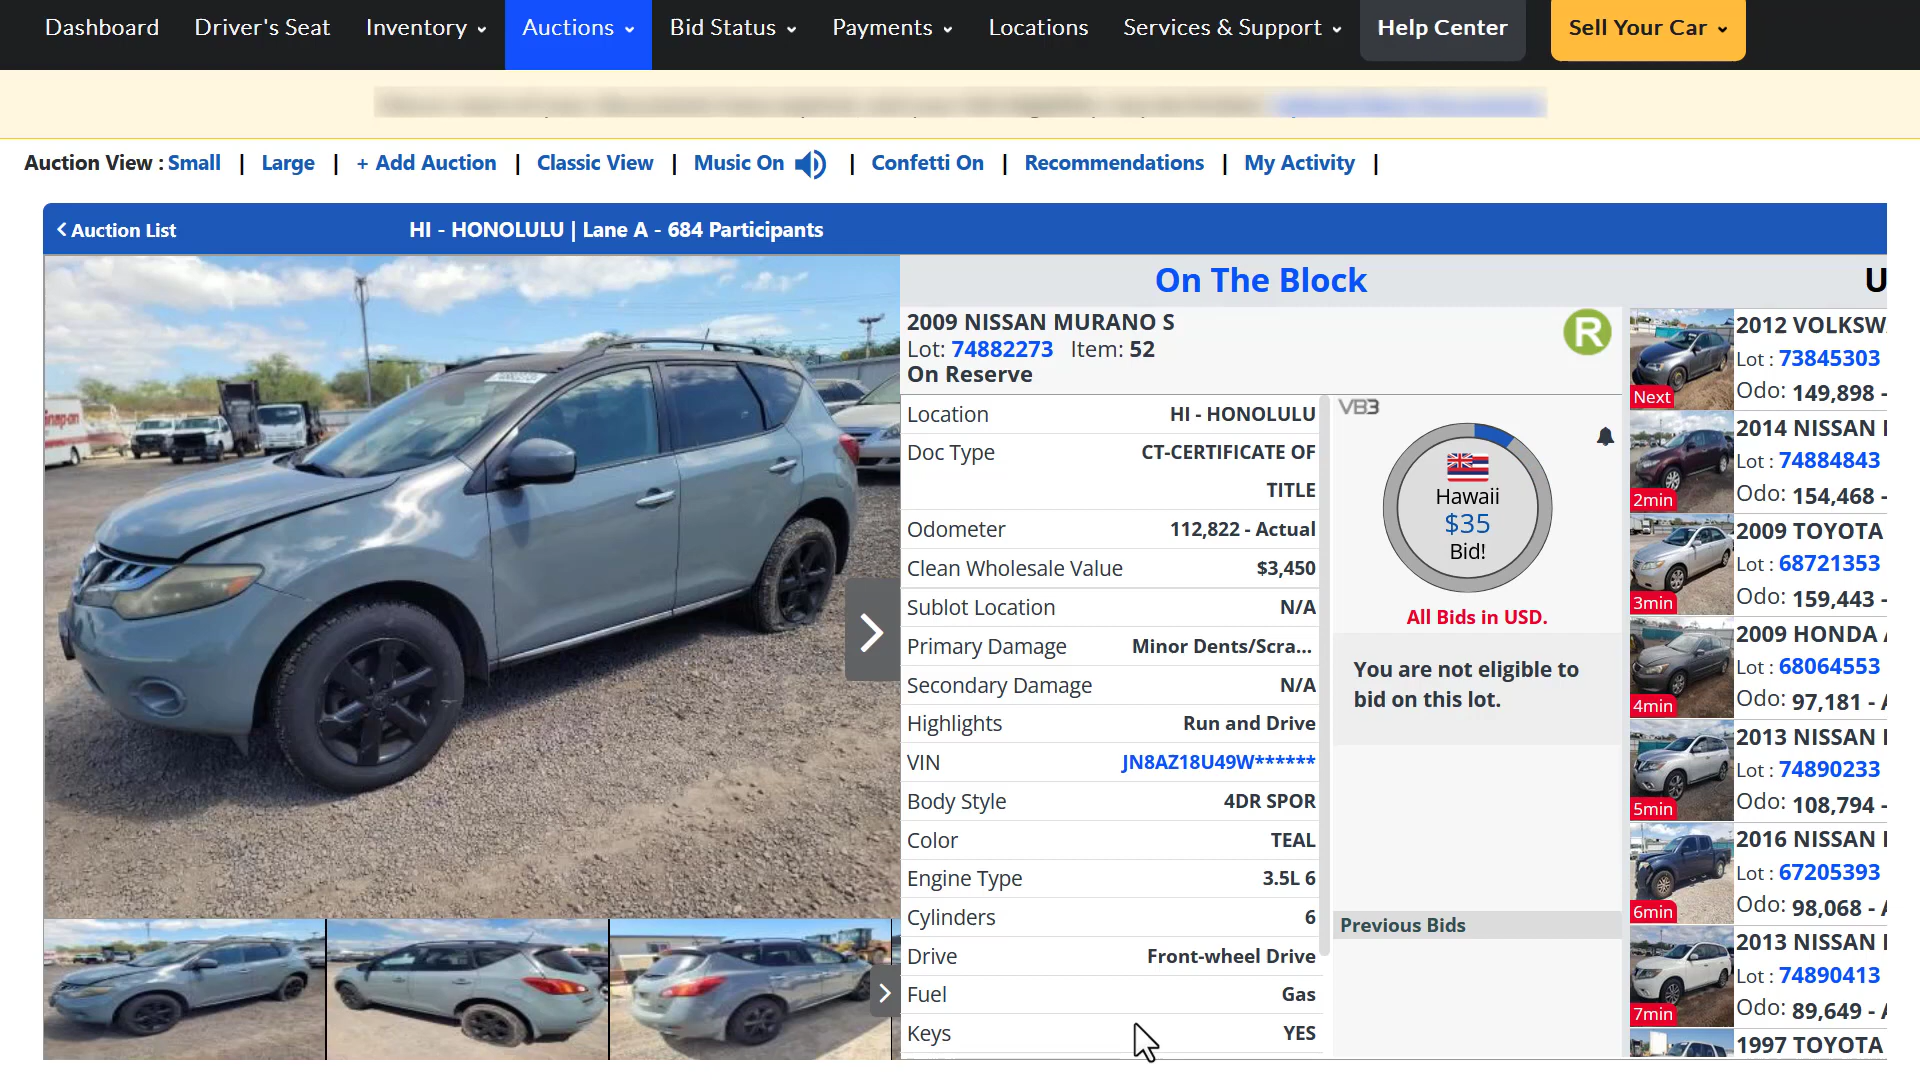 Dashboard
Driver's Seat
Inventory
Auctions
Bid Status
Payments
Locations
Services & Support
Help Center
Sell Your Car
Auction View : Small | Large | + Add Auction | Classic View | Music On | Confetti On | Recommendations | My Activity |
Auction List
HI - HONOLULU | Lane A - 684 Participants
On The Block
U
2009 NISSAN MURANO S
Lot: 74882273 Item: 52
On Reserve
R
Location HI - HONOLULU
Doc Type CT-CERTIFICATE OF
TITLE
Odometer 112,822 - Actual
Clean Wholesale Value $3,450
Sublot Location N/A
Primary Damage Minor Dents/Scra...
Secondary Damage N/A
Highlights Run and Drive
VIN JN8AZ18U49W******
Body Style 4DR SPOR
Color TEAL
Engine Type 3.5L 6
Cylinders 6
Drive Front-wheel Drive
Fuel Gas
Keys YES
VB3
Hawaii
$35
Bid!
All Bids in USD.
You are not eligible to
bid on this lot.
Previous Bids
2012 VOLKSW
Lot : 73845303
Odo: 149,898 -
Next
2014 NISSAN
Lot : 74884843
Odo: 154,468 -
2min
2009 TOYOTA
Lot : 68721353
Odo: 159,443 -
3min
2009 HONDA
Lot : 68064553
Odo: 97,181 -
4min
2013 NISSAN
Lot : 74890233
Odo: 108,794 -
5min
2016 NISSAN
Lot : 67205393
Odo: 98,068 -
6min
2013 NISSAN
Lot : 74890413
Odo: 89,649 -
7min
1997 TOYOTA